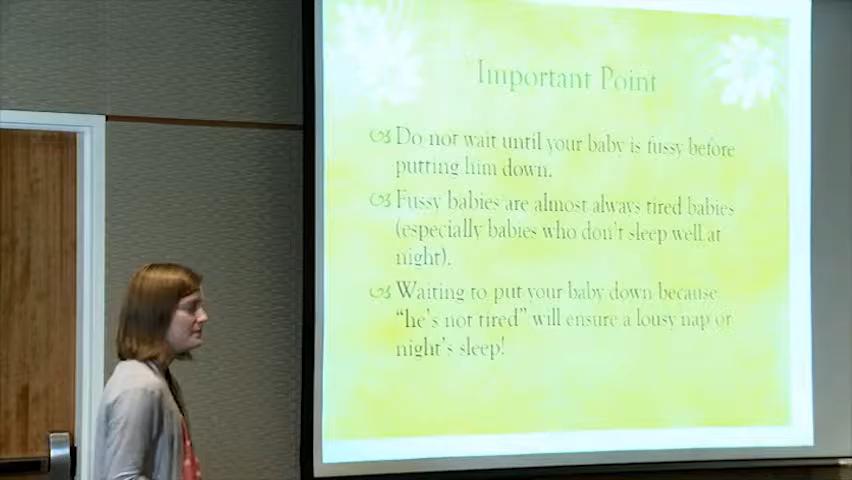 Important Point
Do not wait until your baby is fussy before
putting him down.
Fussy babies are almost always tired babies
(especially babies who don't sleep well at
night).
Waiting to put your baby down because
"he's not tired" will ensure a lousy nap or
night's sleep!